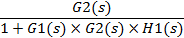 G2(s)
1 + G1(s) × G2(s) × H1(s)